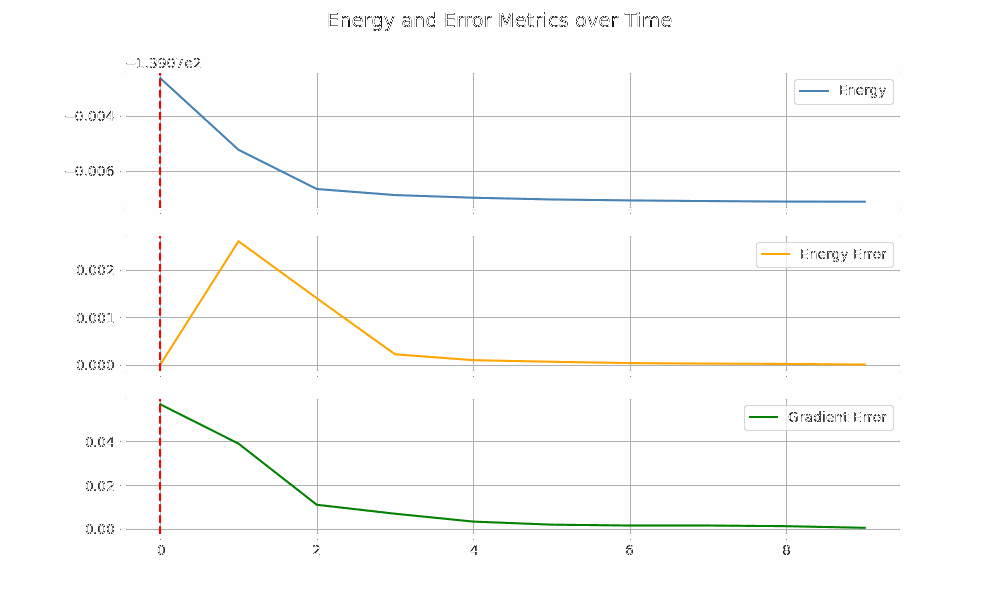 Energy and Error Metrics over Time
−1.3907e2
Energy
−0.004
−0.006
Energy Error
0.002
0.001
0.000
Gradient Error
0.04
0.02
0.00
0 2 4 6 8